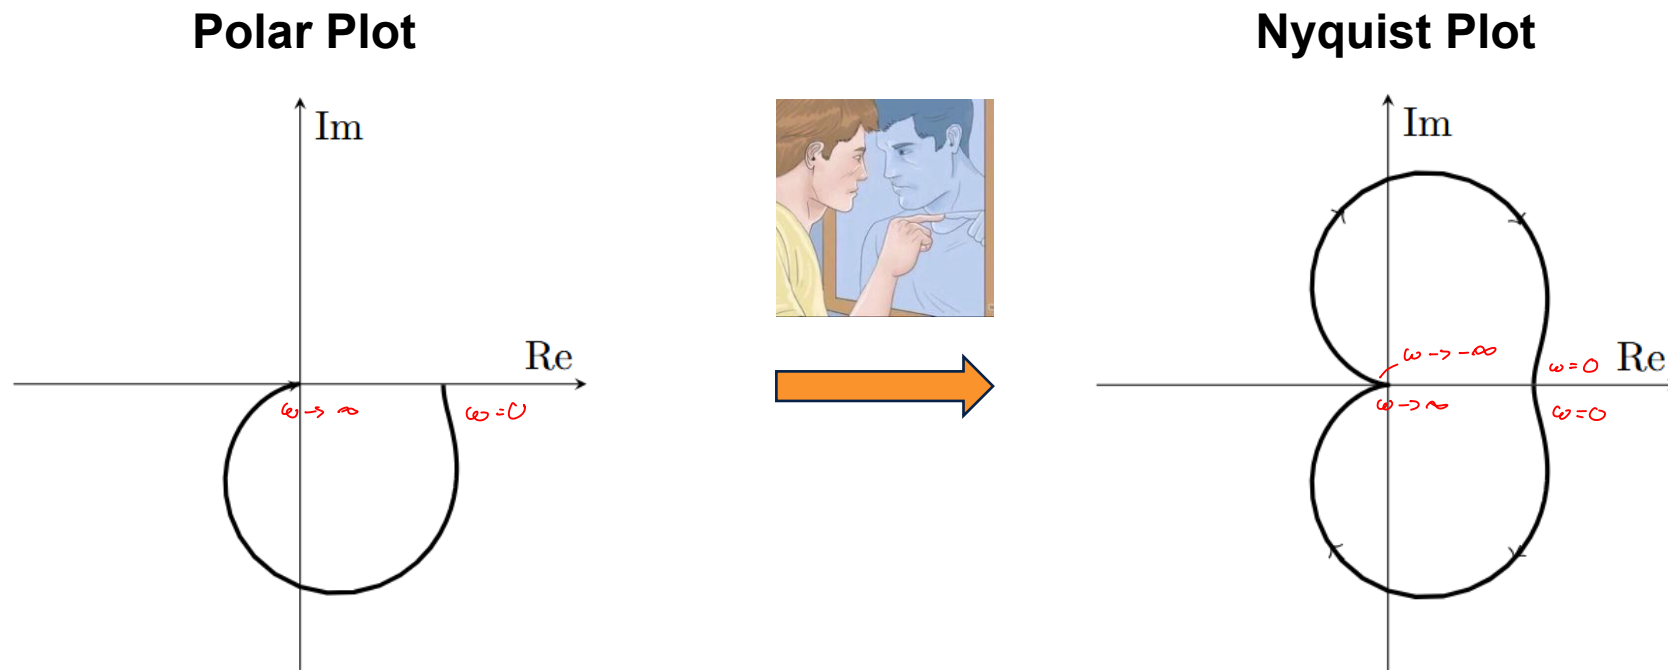 Polar Plot
Im
Re
ω→∞
ω=0
Nyquist Plot
Im
ω→-∞
ω=0
Re
ω→∞
ω=0